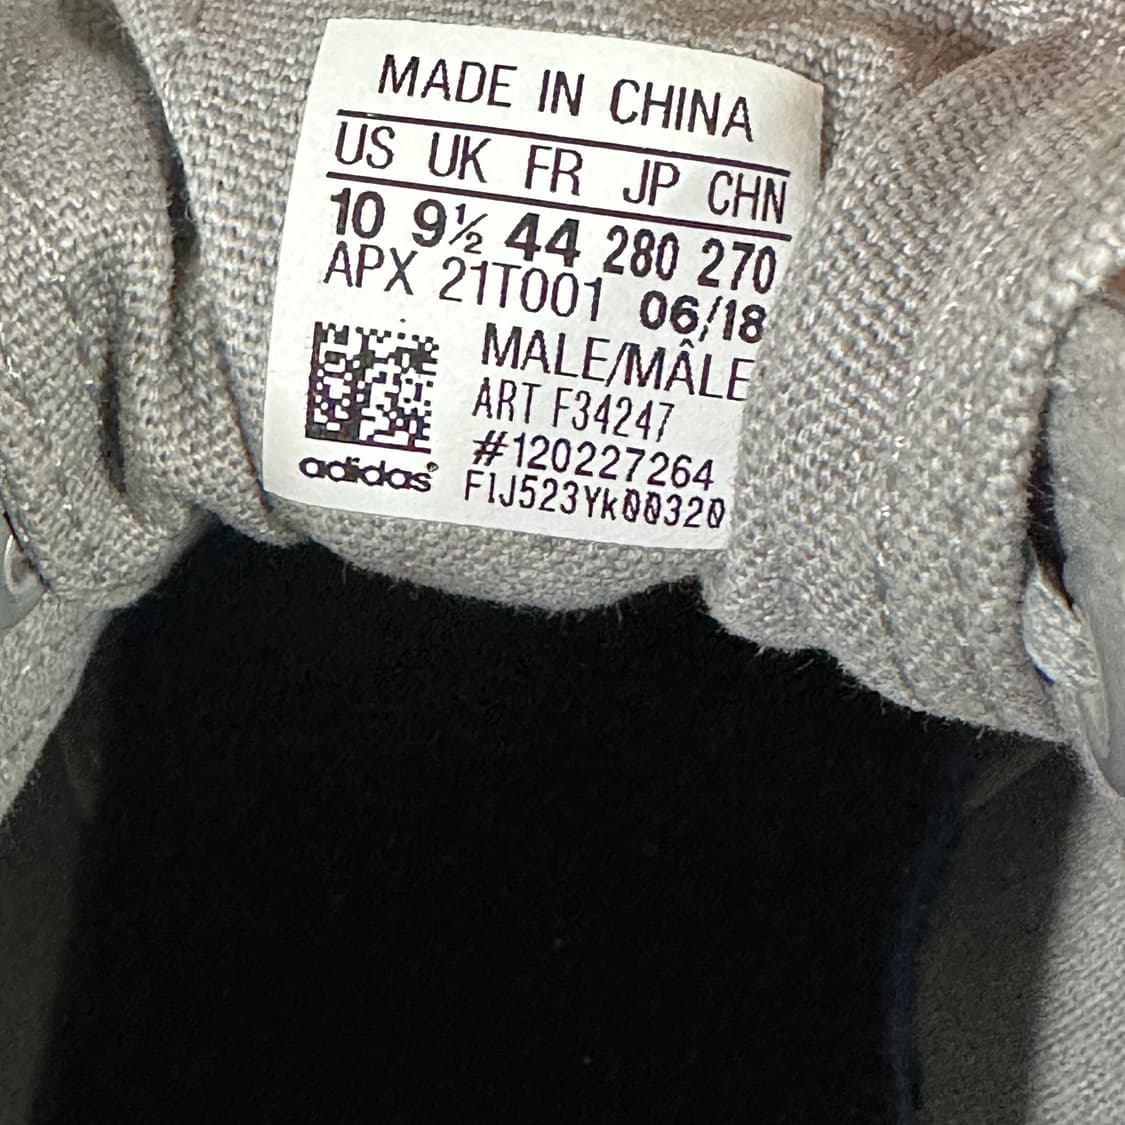 MADE IN CHINA
US UK FR JP CHN
10 9½ 44 280 270
APX 21T001 06/18
MALE/MÂLE
ART F34247
#120227264
adidas®
F1J523Yk00320